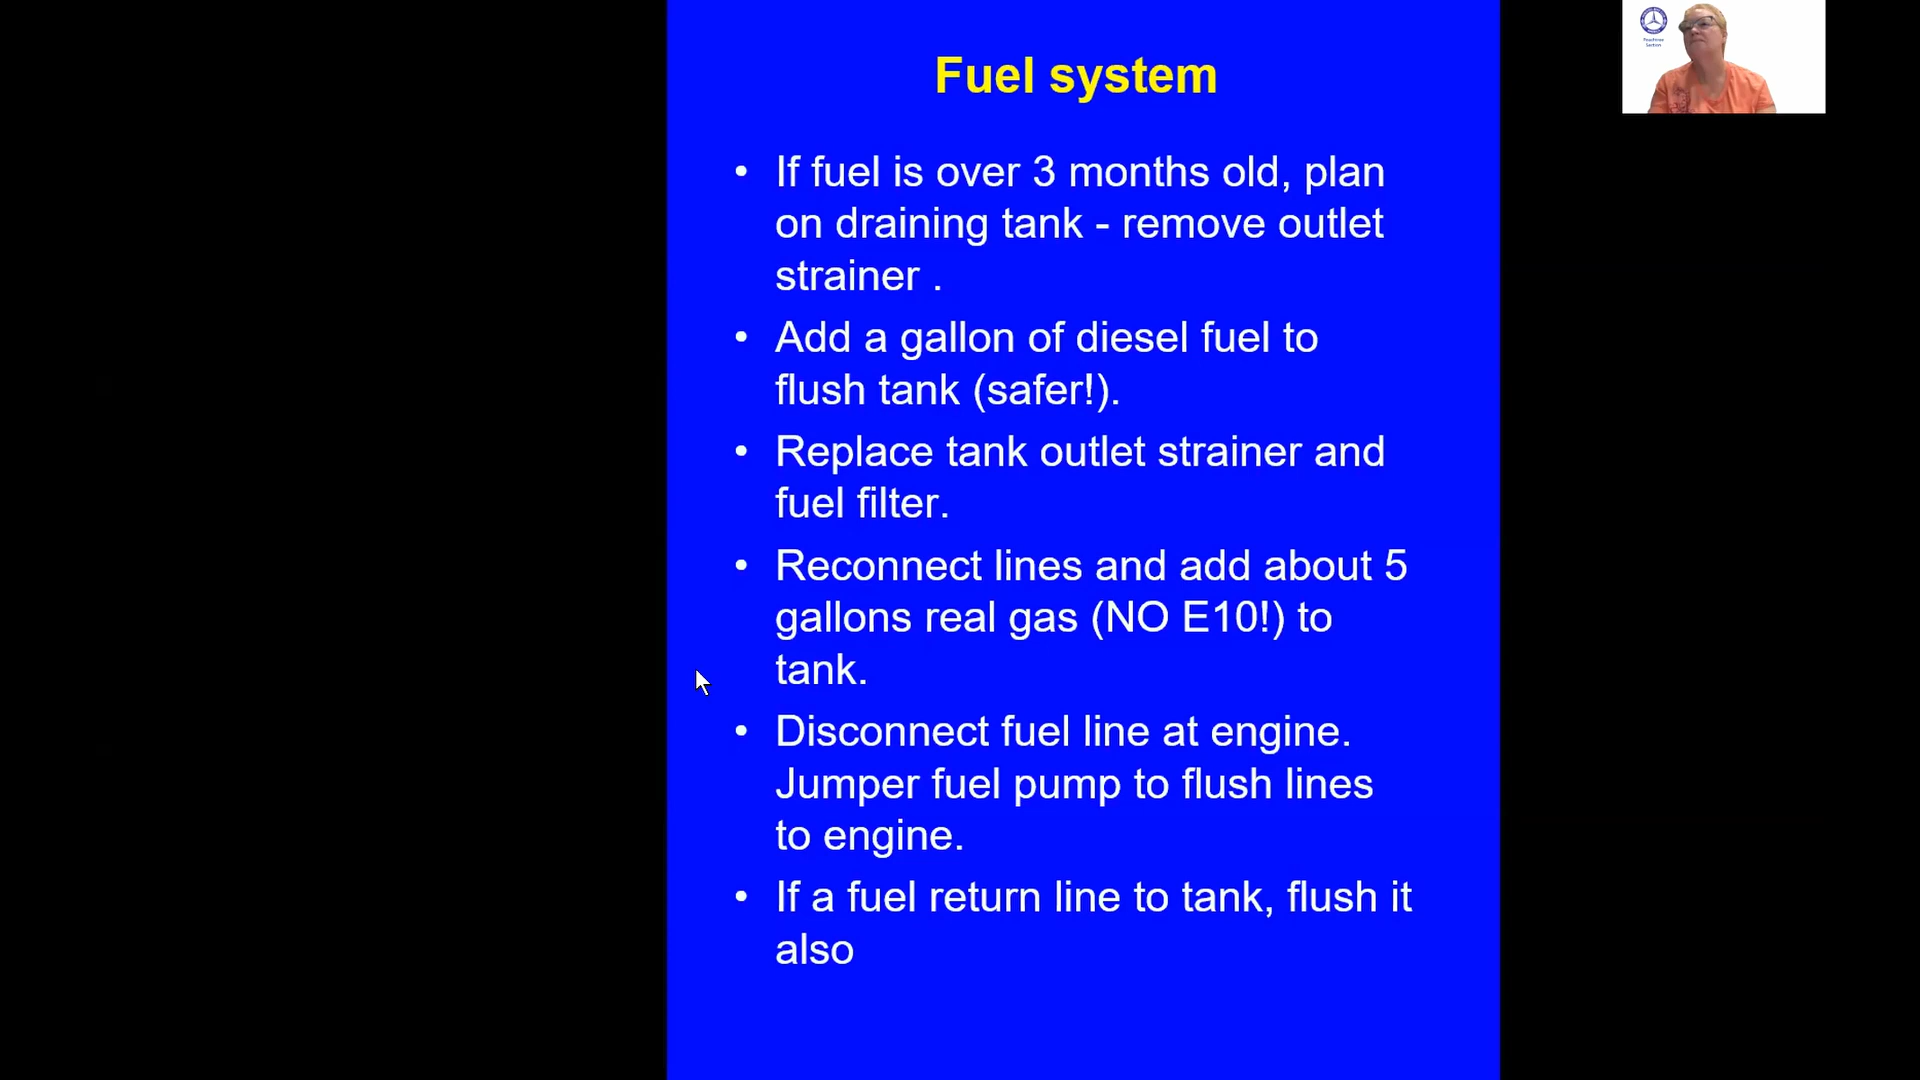 Fuel system
• If fuel is over 3 months old, plan
on draining tank - remove outlet
strainer .
• Add a gallon of diesel fuel to
flush tank (safer!).
• Replace tank outlet strainer and
fuel filter.
• Reconnect lines and add about 5
gallons real gas (NO E10!) to
tank.
• Disconnect fuel line at engine.
Jumper fuel pump to flush lines
to engine.
• If a fuel return line to tank, flush it
also
Peachtree
Section